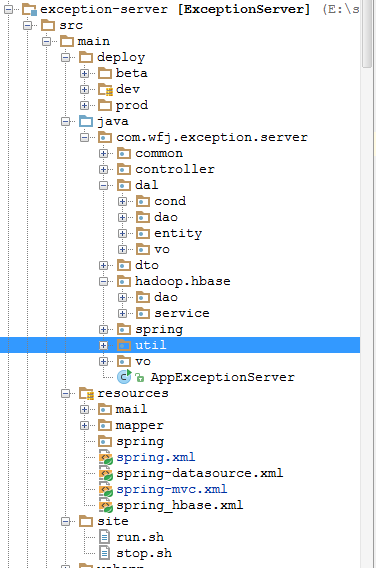 exception-server [ExceptionServer] (E:\s
src
main
deploy
beta
dev
prod
java
com.wfj.exception.server
common
controller
dal
cond
dao
entity
vo
dto
hadoop.hbase
dao
service
spring
util
vo
AppExceptionServer
resources
mail
mapper
spring
spring.xml
spring-datasource.xml
spring-mvc.xml
spring_hbase.xml
site
run.sh
stop.sh